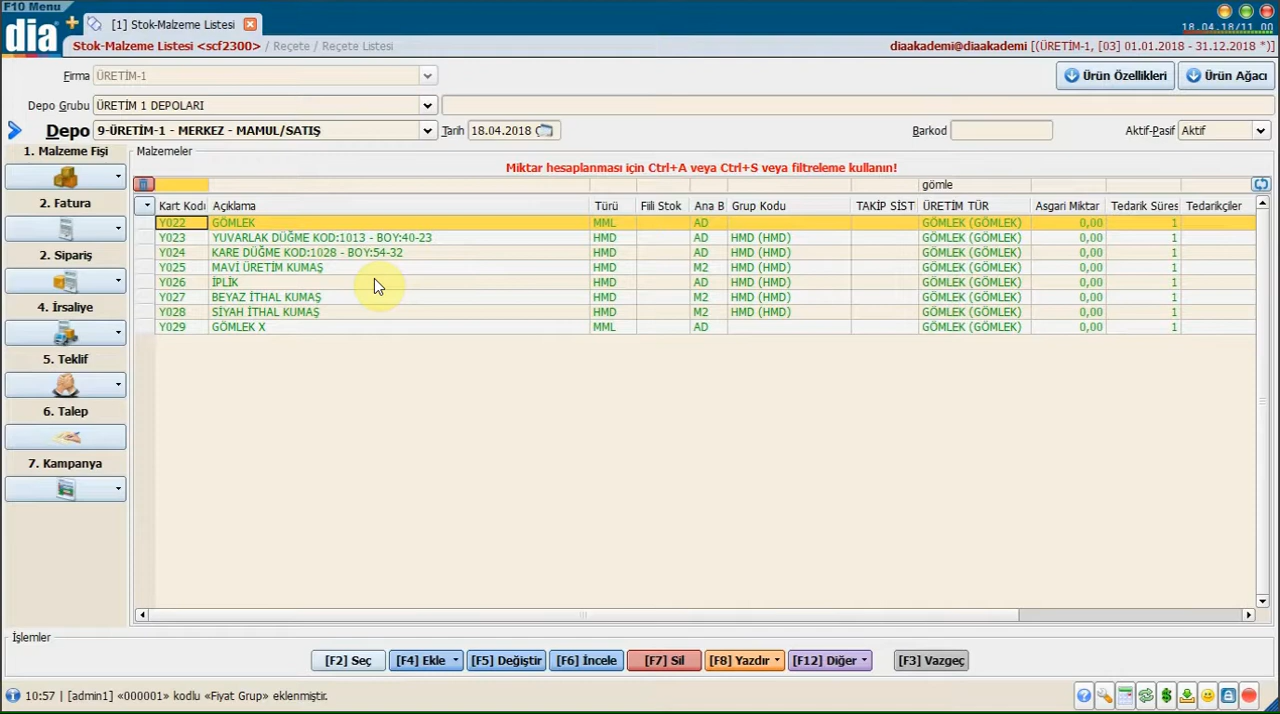 F10 Menu
dia
[1] Stok-Malzeme Listesi
18.04.18/11 00
Stok-Malzeme Listesi <scf2300> / Reçete / Reçete Listesi
diaakademi@diaakademi [(ÜRETİM-1, [03] 01.01.2018 - 31.12.2018 *)]
Firma ÜRETİM-1
Ürün Özellikleri
Ürün Ağacı
Depo Grubu ÜRETİM 1 DEPOLARI
Depo 9-ÜRETİM-1 - MERKEZ - MAMUL/SATIŞ Tarih 18.04.2018 Barkod Aktif-Pasif Aktif
1. Malzeme Fişi
2. Fatura
2. Sipariş
4. İrsaliye
5. Teklif
6. Talep
7. Kampanya
Malzemeler
Miktar hesaplanması için Ctrl+A veya Ctrl+S veya filtreleme kullanın!
gömle
Kart Kodu Açıklama Türü Fiili Stok Ana B Grup Kodu TAKİP SİST ÜRETİM TÜR Asgari Miktar Tedarik Süres Tedarikçiler
Y022 GÖMLEK MML AD GÖMLEK (GÖMLEK) 0,00 1
Y023 YUVARLAK DÜĞME KOD:1013 - BOY:40-23 HMD AD HMD (HMD) GÖMLEK (GÖMLEK) 0,00 1
Y024 KARE DÜĞME KOD:1028 - BOY:54-32 HMD AD HMD (HMD) GÖMLEK (GÖMLEK) 0,00 1
Y025 MAVİ ÜRETİM KUMAŞ HMD M2 HMD (HMD) GÖMLEK (GÖMLEK) 0,00 1
Y026 İPLİK HMD AD HMD (HMD) GÖMLEK (GÖMLEK) 0,00 1
Y027 BEYAZ İTHAL KUMAŞ HMD M2 HMD (HMD) GÖMLEK (GÖMLEK) 0,00 1
Y028 SİYAH İTHAL KUMAŞ HMD M2 HMD (HMD) GÖMLEK (GÖMLEK) 0,00 1
Y029 GÖMLEK X MML AD GÖMLEK (GÖMLEK) 0,00 1
İşlemler
[F2] Seç [F4] Ekle [F5] Değiştir [F6] İncele [F7] Sil [F8] Yazdır [F12] Diğer [F3] Vazgeç
10:57 | [admin1] «000001» kodlu «Fiyat Grup» eklenmiştir.